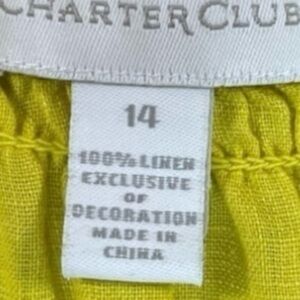 CHARTER CLUB
14
100% LINEN
EXCLUSIVE
OF
DECORATION
MADE IN
CHINA